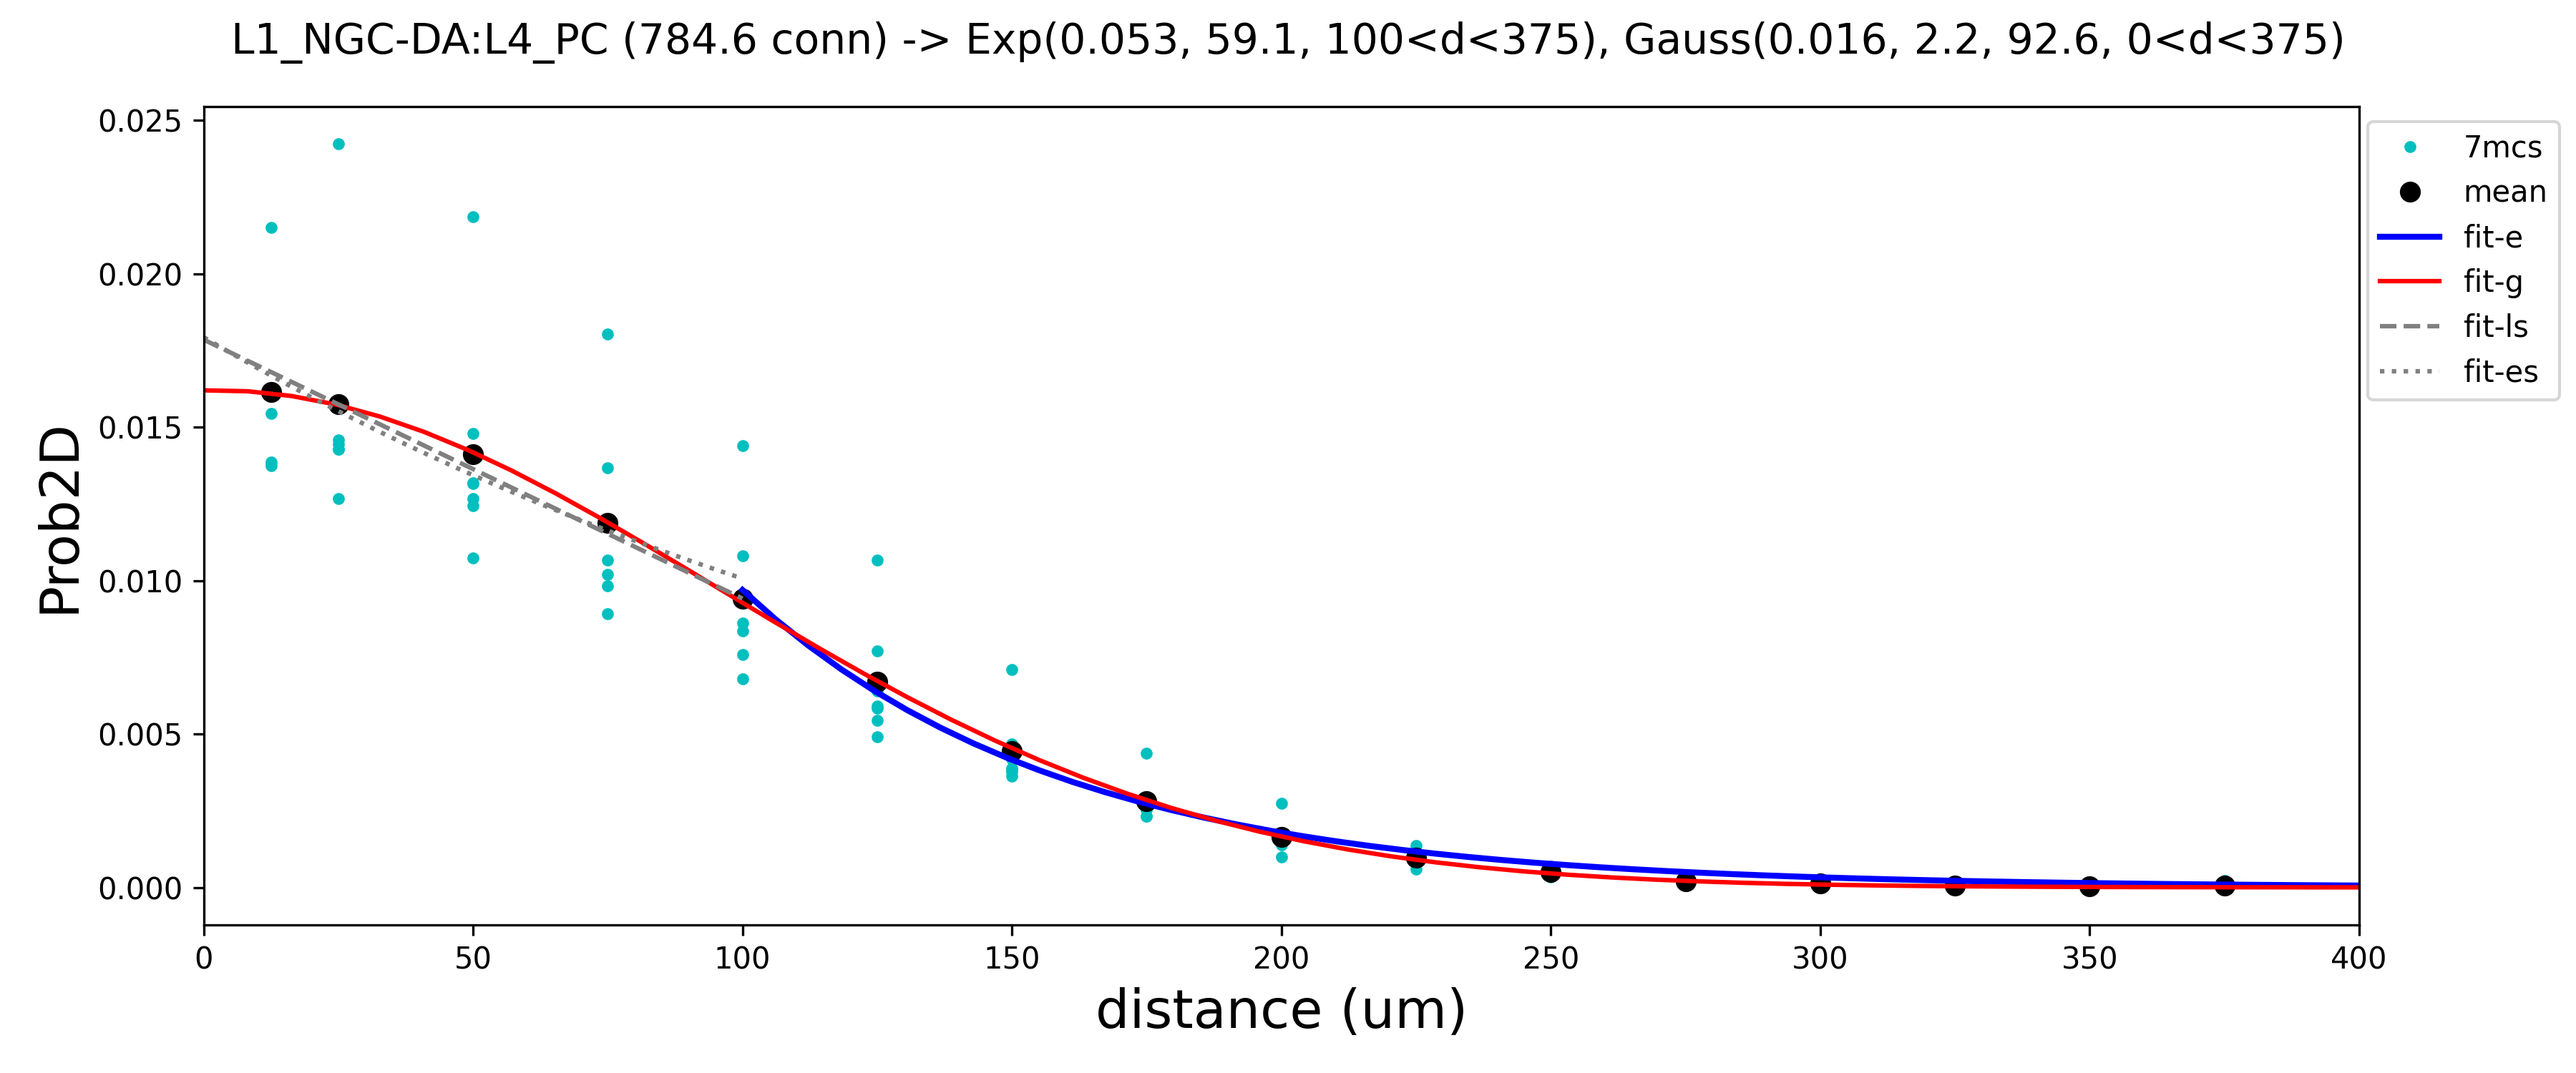 L1_NGC-DA:L4_PC (784.6 conn) -> Exp(0.053, 59.1, 100<d<375), Gauss(0.016, 2.2, 92.6, 0<d<375)
0.025
0.020
0.015
0.010
0.005
0.000
Prob2D
0 50 100 150 200 250 300 350 400
distance (um)
7mcs
mean
fit-e
fit-g
fit-ls
fit-es